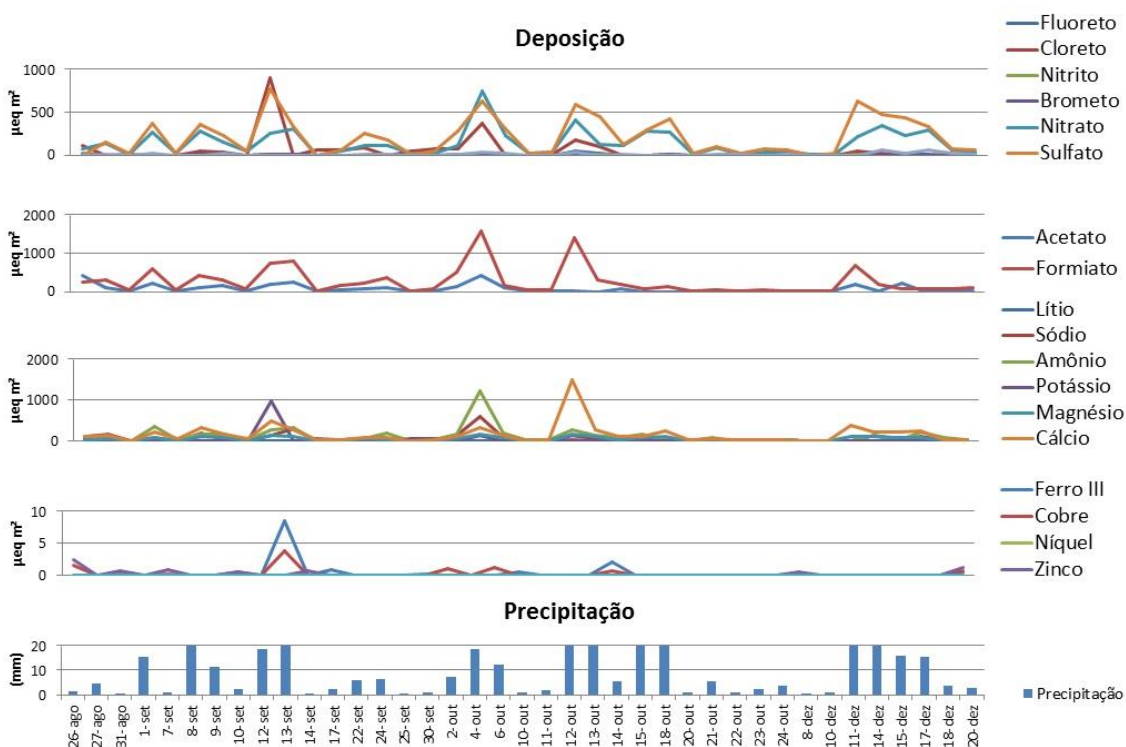 Deposição
µeq m²
1000
500
0
Fluoreto
Cloreto
Nitrito
Brometo
Nitrato
Sulfato
µeq m²
2000
1000
0
Acetato
Formiato
µeq m²
2000
1000
0
Lítio
Sódio
Amônio
Potássio
Magnésio
Cálcio
µeq m²
10
5
0
Ferro III
Cobre
Níquel
Zinco
Precipitação
(mm)
20
10
0
Precipitação
26-ago
27-ago
31-ago
1- set
7- set
8- set
9- set
10- set
12- set
13- set
14- set
17- set
22- set
24- set
25- set
30- set
2- out
4- out
6- out
10- out
11- out
12- out
13- out
14- out
15- out
18- out
20- out
21- out
22- out
23- out
24- out
8- dez
10-dez
11-dez
14-dez
15-dez
17-dez
18-dez
20-dez